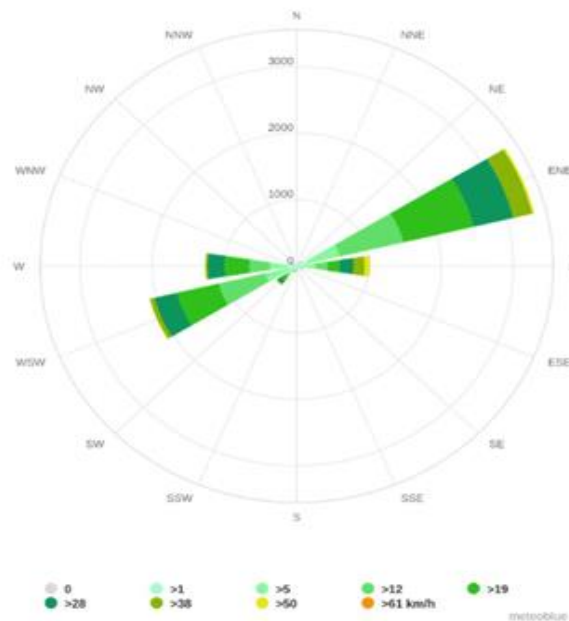 N
NNW
NNE
3000
NW
NE
2000
WNW
ENE
1000
W
0
WSW
ESE
SW
SE
SSW
SSE
S
0 >1 >5 >12 >19
>28 >38 >50 >61 km/h
meteoblue